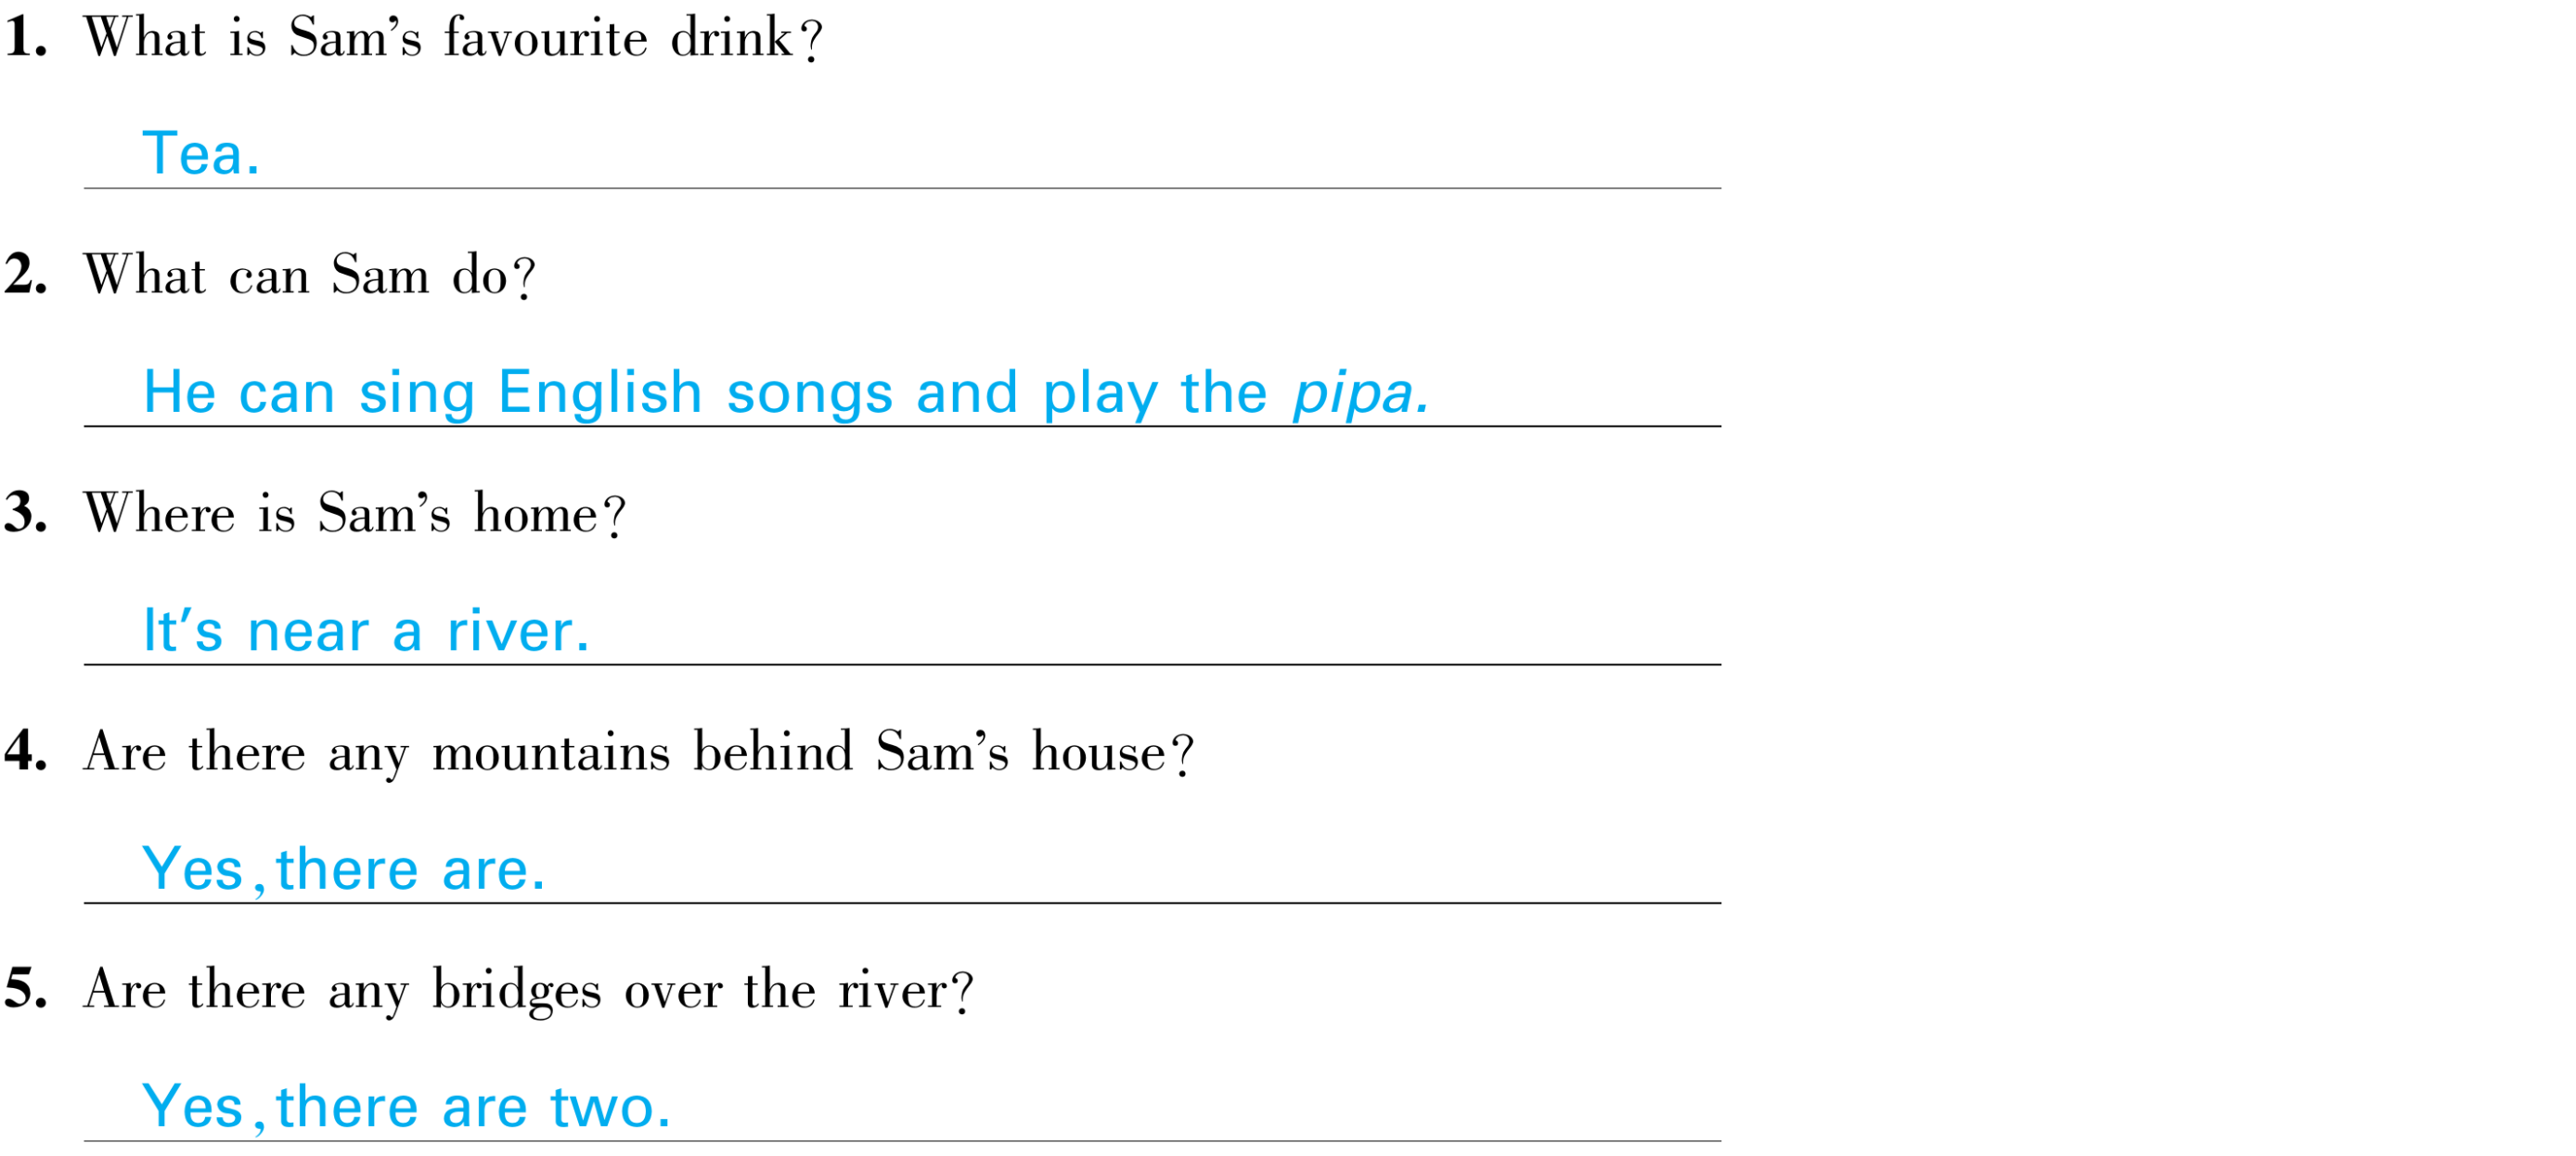 1. What is Sam's favourite drink?
Tea.
2. What can Sam do?
He can sing English songs and play the pipa.
3. Where is Sam's home?
It's near a river.
4. Are there any mountains behind Sam's house?
Yes,there are.
5. Are there any bridges over the river?
Yes,there are two.